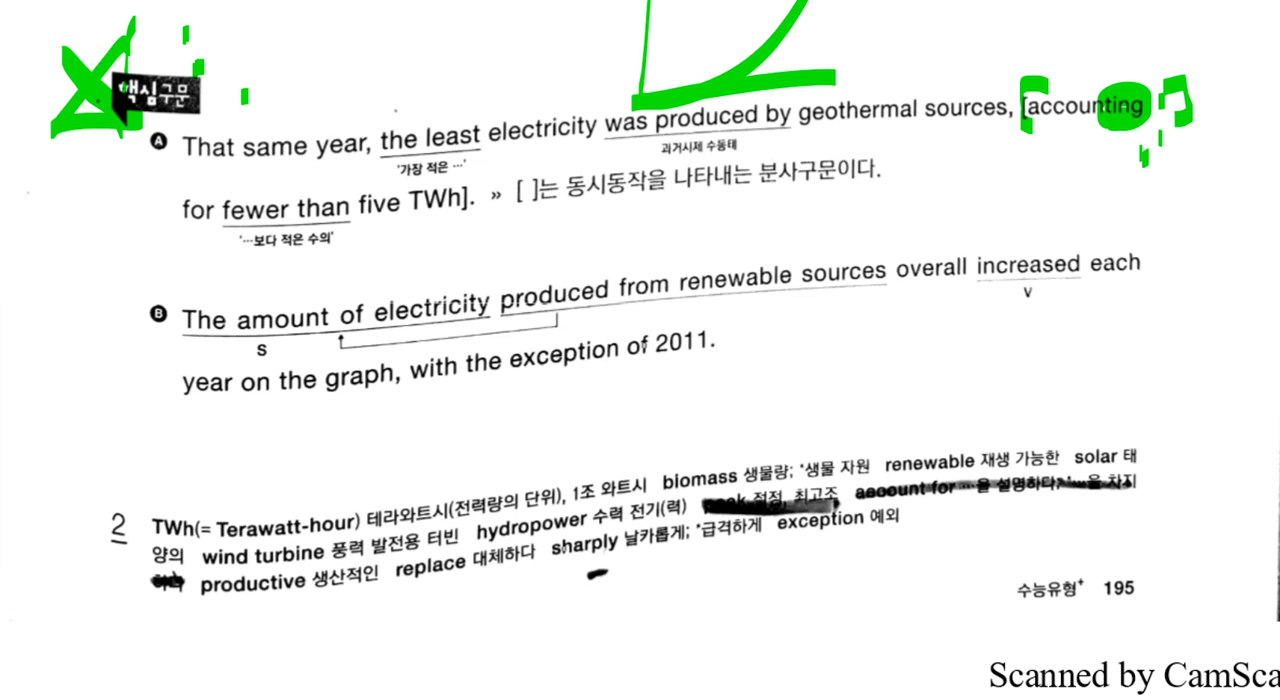 핵심구문
A That same year, the least electricity was produced by geothermal sources, [accounting
'가장 적은 …'
과거시제 수동태
for fewer than five TWh]. » [ ]는 동시동작을 나타내는 분사구문이다.
'…보다 적은 수의'
B The amount of electricity produced from renewable sources overall increased each
S
V
year on the graph, with the exception of 2011.
2
TWh(= Terawatt-hour) 테라와트시(전력량의 단위), 1조 와트시 biomass 생물량; *생물 자원 renewable 재생 가능한 solar 태
양의 wind turbine 풍력 발전용 터빈 hydropower 수력 전기(력) 절정, 최고조 account for …을 설명하다; *…을 차지
하다 productive 생산적인 replace 대체하다 sharply 날카롭게; *급격하게 exception 예외
수능유형+ 195
Scanned by CamSca